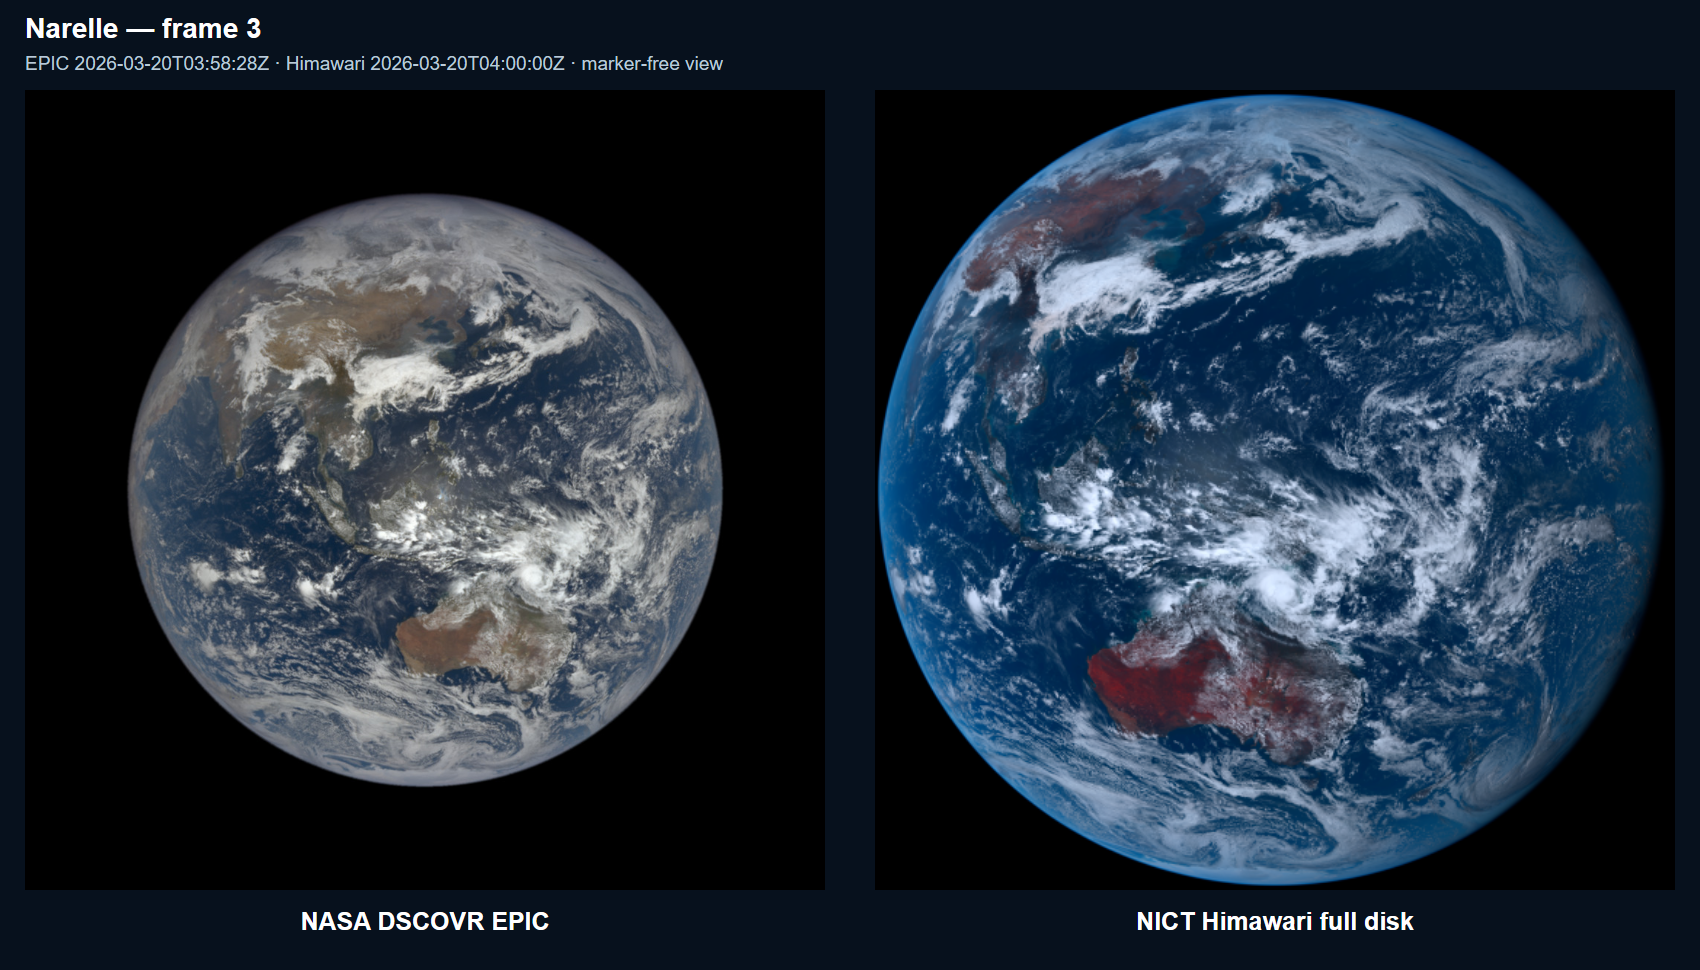 Narelle — frame 3
EPIC 2026-03-20T03:58:28Z · Himawari 2026-03-20T04:00:00Z · marker-free view
NASA DSCOVR EPIC
NICT Himawari full disk